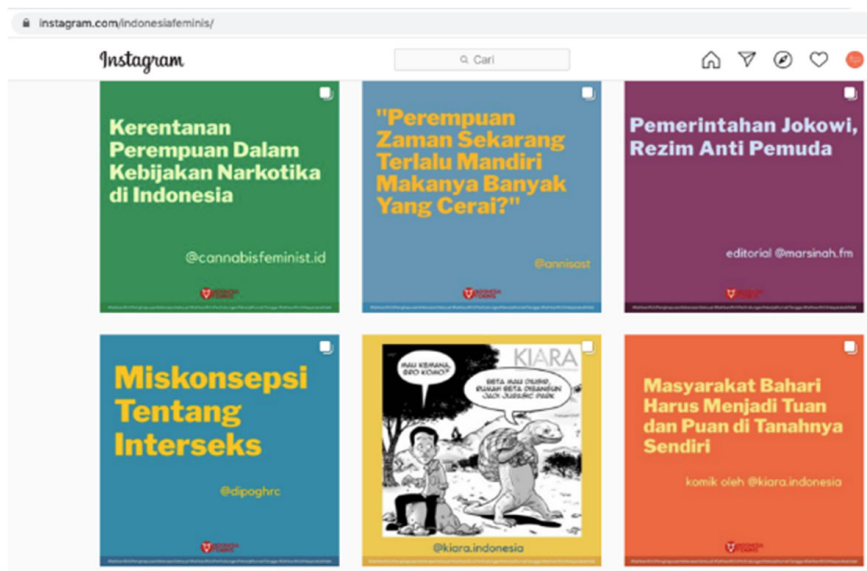 instagram.com/indonesiafeminis/
Instagram
Cari
Kerentanan
Perempuan Dalam
Kebijakan Narkotika
di Indonesia
@cannabisfeminist.id
"Perempuan
Zaman Sekarang
Terlalu Mandiri
Makanya Banyak
Yang Cerai?"
@annisast
Pemerintahan Jokowi,
Rezim Anti Pemuda
editorial @marsinah.fm
Miskonsepsi
Tentang
Interseks
@dipoghrc
KIARA
MAU KEMANA,
BRO KOMO?
BETA MAU DIUSIR,
RUMAH BETA DIBANGUN
JADI JURASIC PARK
@kiara.indonesia
Masyarakat Bahari
Harus Menjadi Tuan
dan Puan di Tanahnya
Sendiri
komik oleh @kiara.indonesia